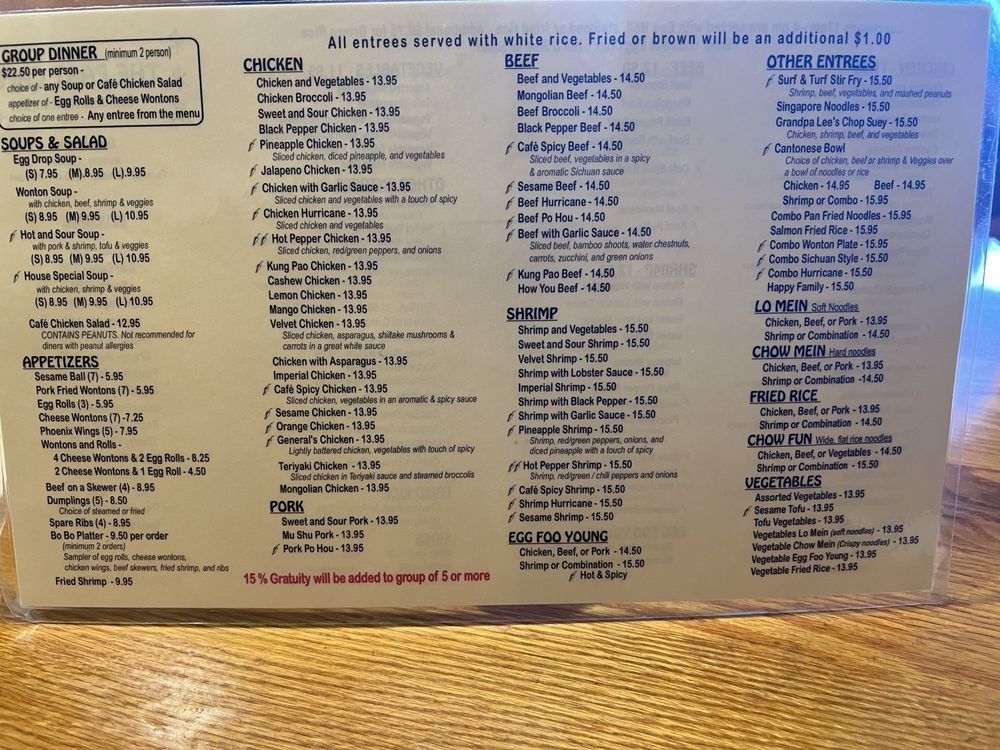 All entrees served with white rice. Fried or brown will be an additional $1.00
GROUP DINNER (minimum 2 person)
$22.50 per person -
choice of - any Soup or Café Chicken Salad
appetizer of - Egg Rolls & Cheese Wontons
choice of one entree - Any entree from the menu
SOUPS & SALAD
Egg Drop Soup -
(S) 7.95 (M).8.95 (L).9.95
Wonton Soup -
with chicken, beef, shrimp & veggies
(S) 8.95 (M) 9.95 (L) 10.95
Hot and Sour Soup -
with pork & shrimp, tofu & veggies
(S) 8.95 (M) 9.95 (L) 10.95
House Special Soup -
with chicken, shrimp & veggies
(S) 8.95 (M) 9.95 (L) 10.95
Café Chicken Salad - 12.95
CONTAINS PEANUTS. Not recommended for
diners with peanut allergies
APPETIZERS
Sesame Ball (7) - 5.95
Pork Fried Wontons (7) - 5.95
Egg Rolls (3) - 5.95
Cheese Wontons (7) -7.25
Phoenix Wings (5) - 7.95
Wontons and Rolls -
4 Cheese Wontons & 2 Egg Rolls - 8.25
2 Cheese Wontons & 1 Egg Roll - 4.50
Beef on a Skewer (4) - 8.95
Dumplings (5) - 8.50
Choice of steamed or fried
Spare Ribs (4) - 8.95
Bo Bo Platter - 9.50 per order
(minimum 2 orders)
Sampler of egg rolls, cheese wontons,
chicken wings, beef skewers, fried shrimp, and ribs
Fried Shrimp - 9.95
CHICKEN
Chicken and Vegetables - 13.95
Chicken Broccoli - 13.95
Sweet and Sour Chicken - 13.95
Black Pepper Chicken - 13.95
Pineapple Chicken - 13.95
Sliced chicken, diced pineapple, and vegetables
Jalapeno Chicken - 13.95
Chicken with Garlic Sauce - 13.95
Sliced chicken and vegetables with a touch of spicy
Chicken Hurricane - 13.95
Sliced chicken and vegetables
Hot Pepper Chicken - 13.95
Sliced chicken, red/green peppers, and onions
Kung Pao Chicken - 13.95
Cashew Chicken - 13.95
Lemon Chicken - 13.95
Mango Chicken - 13.95
Velvet Chicken - 13.95
Sliced chicken, asparagus, shiitake mushrooms &
carrots in a great white sauce
Chicken with Asparagus - 13.95
Imperial Chicken - 13.95
Café Spicy Chicken - 13.95
Sliced chicken, vegetables in an aromatic & spicy sauce
Sesame Chicken - 13.95
Orange Chicken - 13.95
General's Chicken - 13.95
Lightly battered chicken, vegetables with touch of spicy
Teriyaki Chicken - 13.95
Sliced chicken in Teriyaki sauce and steamed broccolis
Mongolian Chicken - 13.95
PORK
Sweet and Sour Pork - 13.95
Mu Shu Pork - 13.95
Pork Po Hou - 13.95
15 % Gratuity will be added to group of 5 or more
BEEF
Beef and Vegetables - 14.50
Mongolian Beef - 14.50
Beef Broccoli - 14.50
Black Pepper Beef - 14.50
Café Spicy Beef - 14.50
Sliced beef, vegetables in a spicy
& aromatic Sichuan sauce
Sesame Beef - 14.50
Beef Hurricane - 14.50
Beef Po Hou - 14.50
Beef with Garlic Sauce - 14.50
Sliced beef, bamboo shoots, water chestnuts,
carrots, zucchini, and green onions
Kung Pao Beef - 14.50
How You Beef - 14.50
SHRIMP
Shrimp and Vegetables - 15.50
Sweet and Sour Shrimp - 15.50
Velvet Shrimp - 15.50
Shrimp with Lobster Sauce - 15.50
Imperial Shrimp - 15.50
Shrimp with Black Pepper - 15.50
Shrimp with Garlic Sauce - 15.50
Pineapple Shrimp - 15.50
Shrimp, red/green peppers, onions, and
diced pineapple with a touch of spicy
Hot Pepper Shrimp - 15.50
Shrimp, red/green / chili peppers and onions
Café Spicy Shrimp - 15.50
Shrimp Hurricane - 15.50
Sesame Shrimp - 15.50
EGG FOO YOUNG
Chicken, Beef, or Pork - 14.50
Shrimp or Combination - 15.50
Hot & Spicy
OTHER ENTREES
Surf & Turf Stir Fry - 15.50
Shrimp, beef, vegetables, and mashed peanuts
Singapore Noodles - 15.50
Grandpa Lee's Chop Suey - 15.50
Chicken, shrimp, beef, and vegetables
Cantonese Bowl
Choice of chicken, beef or shrimp & Veggies over
a bowl of noodles or rice
Chicken - 14.95 Beef - 14.95
Shrimp or Combo - 15.95
Combo Pan Fried Noodles - 15.95
Salmon Fried Rice - 15.95
Combo Wonton Plate - 15.50
Combo Sichuan Style - 15.50
Combo Hurricane - 15.50
Happy Family - 15.50
LO MEIN Soft Noodles
Chicken, Beef, or Pork - 13.95
Shrimp or Combination - 14.50
CHOW MEIN Hard noodles
Chicken, Beef, or Pork - 13.95
Shrimp or Combination -14.50
FRIED RICE
Chicken, Beef, or Pork - 13.95
Shrimp or Combination - 14.50
CHOW FUN Wide, flat rice noodles
Chicken, Beef, or Vegetables - 14.50
Shrimp or Combination - 15.50
VEGETABLES
Assorted Vegetables - 13.95
Sesame Tofu - 13.95
Tofu Vegetables - 13.95
Vegetables Lo Mein (soft noodles) - 13.95
Vegetable Chow Mein (Crispy noodles) - 13.95
Vegetable Egg Foo Young - 13.95
Vegetable Fried Rice - 13.95